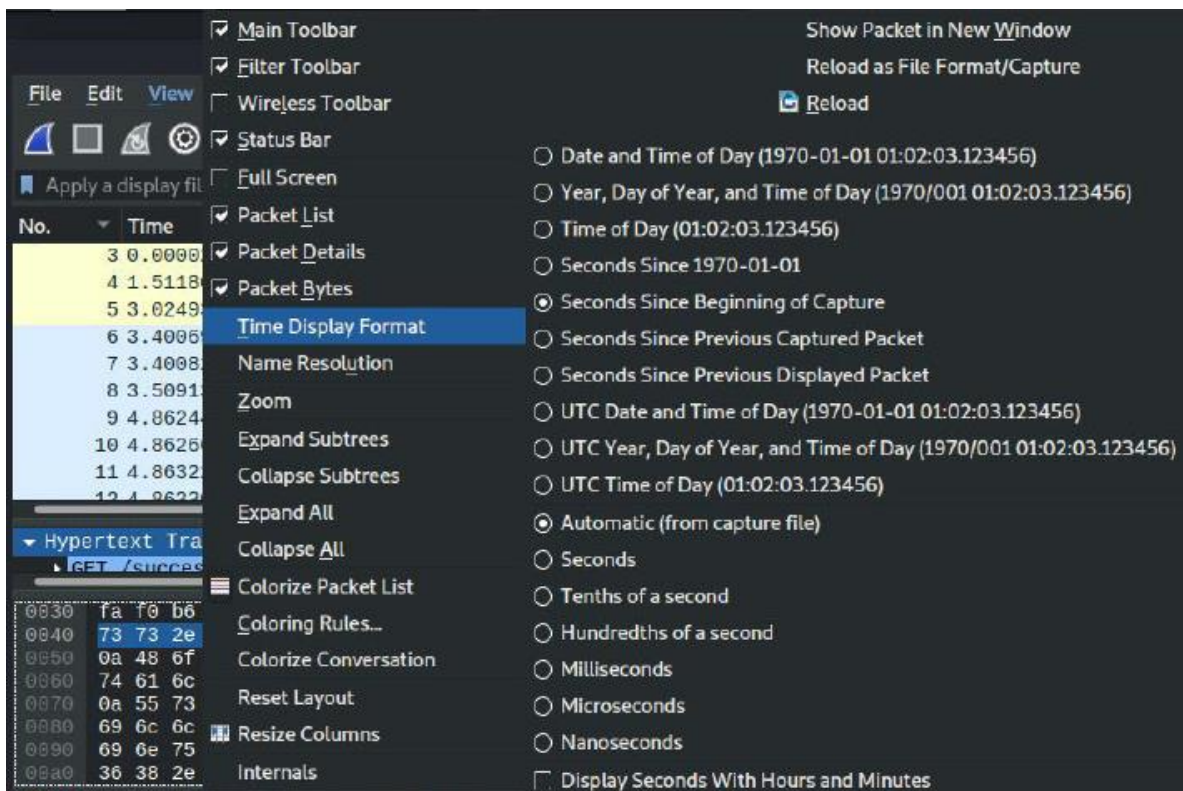 File Edit View
Apply a display fil
No. Time
3 0.0000
4 1.5118
5 3.0249
6 3.4006
7 3.4008
8 3.5091
9 4.8624
10 4.8626
11 4.8632
Hypertext Tra
GET /succes
0030 fa f0 b6
0040 73 73 2e
0050 0a 48 6f
0060 74 61 6c
0070 0a 55 73
0080 69 6c 6c
0090 69 6e 75
00a0 36 38 2e
Main Toolbar
Filter Toolbar
Wireless Toolbar
Status Bar
Full Screen
Packet List
Packet Details
Packet Bytes
Time Display Format
Name Resolution
Zoom
Expand Subtrees
Collapse Subtrees
Expand All
Collapse All
Colorize Packet List
Coloring Rules...
Colorize Conversation
Reset Layout
Resize Columns
Internals
Show Packet in New Window
Reload as File Format/Capture
Reload
Date and Time of Day (1970-01-01 01:02:03.123456)
Year, Day of Year, and Time of Day (1970/001 01:02:03.123456)
Time of Day (01:02:03.123456)
Seconds Since 1970-01-01
Seconds Since Beginning of Capture
Seconds Since Previous Captured Packet
Seconds Since Previous Displayed Packet
UTC Date and Time of Day (1970-01-01 01:02:03.123456)
UTC Year, Day of Year, and Time of Day (1970/001 01:02:03.123456)
UTC Time of Day (01:02:03.123456)
Automatic (from capture file)
Seconds
Tenths of a second
Hundredths of a second
Milliseconds
Microseconds
Nanoseconds
Display Seconds With Hours and Minutes